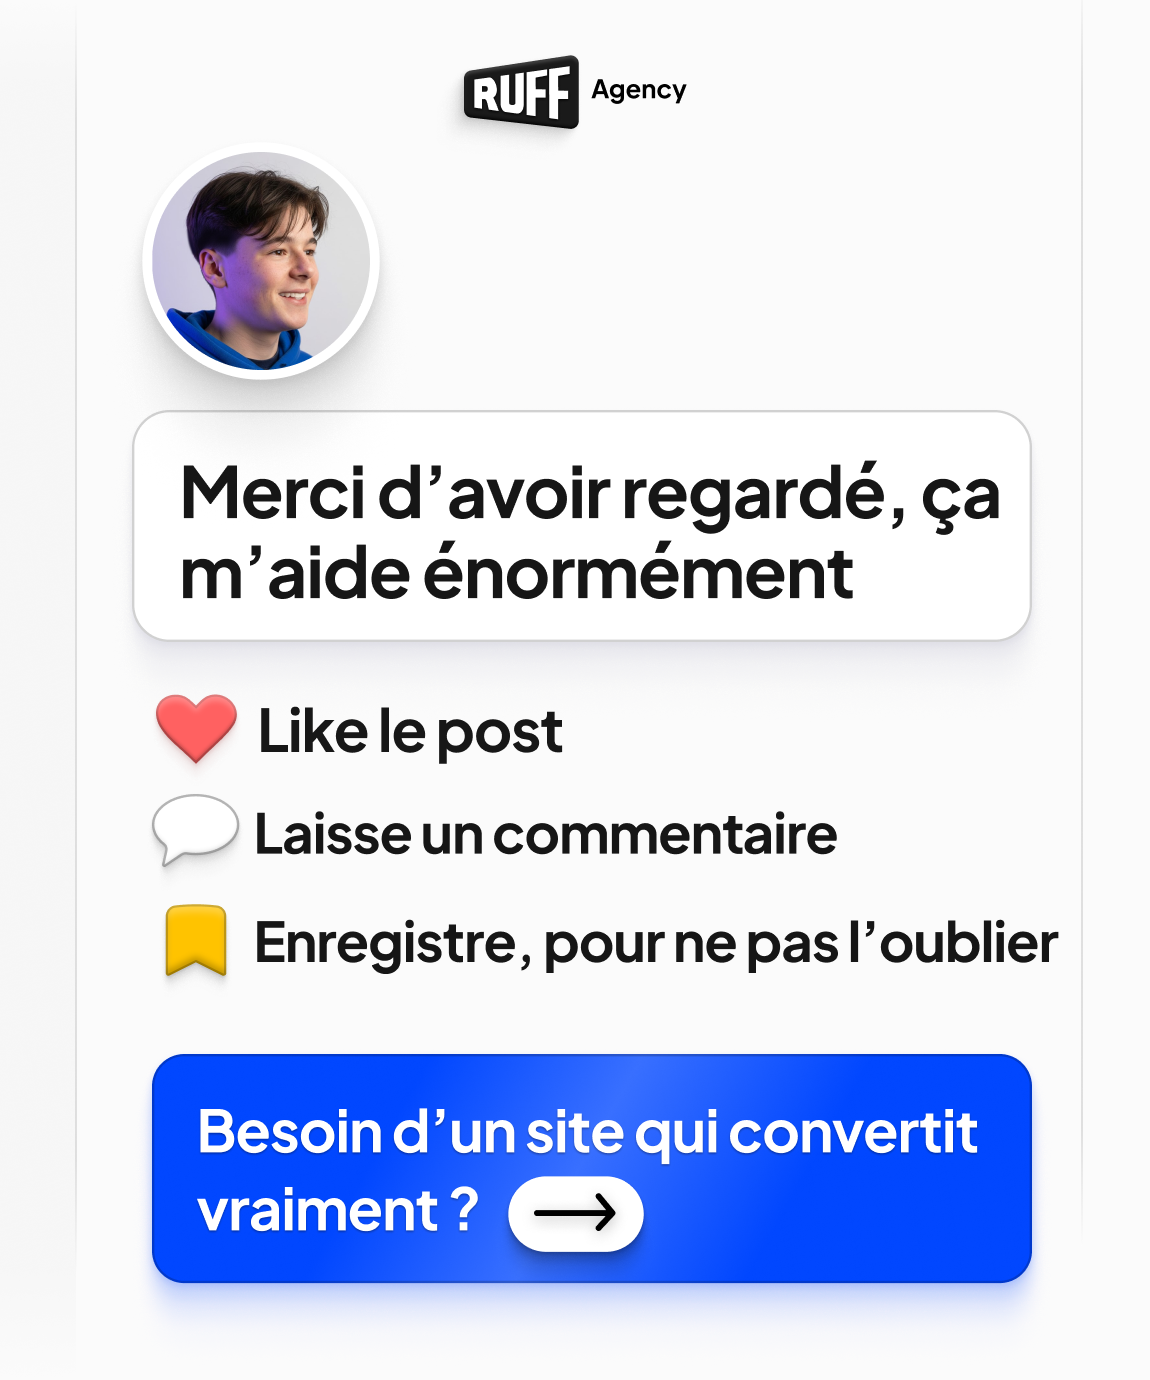 RUFF Agency
Merci d’avoir regardé, ça
m’aide énormément
Like le post
Laisse un commentaire
Enregistre, pour ne pas l’oublier
Besoin d’un site qui convertit
vraiment ?